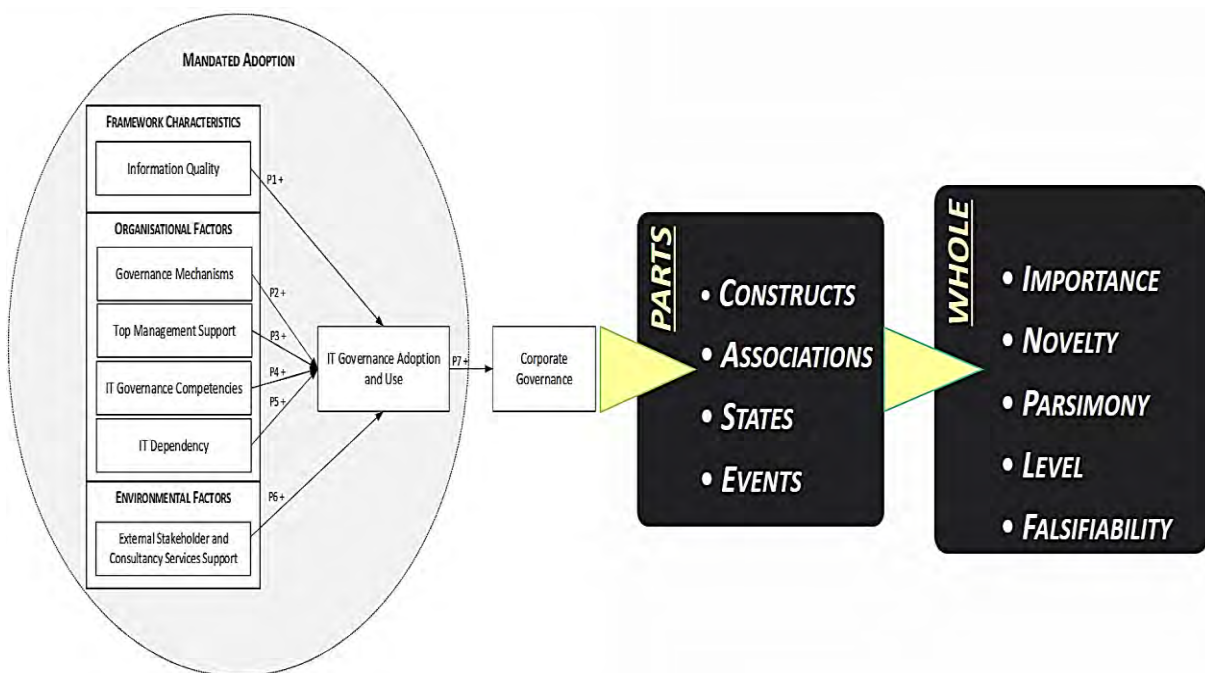 MANDATED ADOPTION
FRAMEWORK CHARACTERISTICS
Information Quality
P1 +
ORGANISATIONAL FACTORS
Governance Mechanisms
P2 +
Top Management Support
P3 +
IT Governance Competencies
P4 +
P5 +
IT Dependency
ENVIRONMENTAL FACTORS
P6 +
External Stakeholder and
Consultancy Services Support
IT Governance Adoption
and Use
P7 +
Corporate
Governance
PARTS
• CONSTRUCTS
• ASSOCIATIONS
• STATES
• EVENTS
WHOLE
• IMPORTANCE
• NOVELTY
• PARSIMONY
• LEVEL
• FALSIFIABILITY